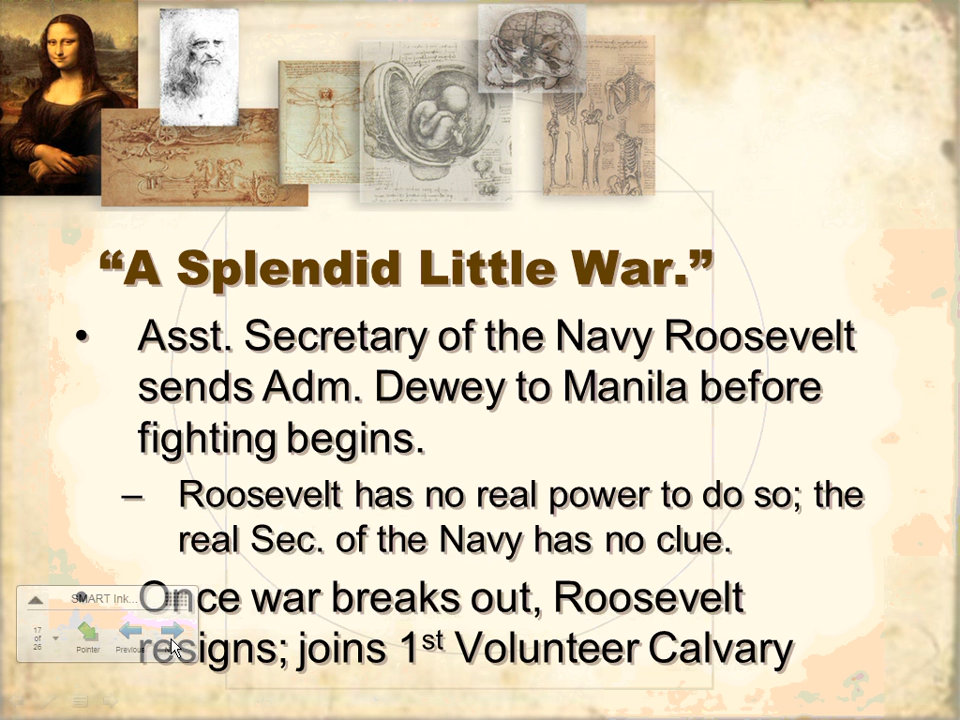 “A Splendid Little War.”
• Asst. Secretary of the Navy Roosevelt
sends Adm. Dewey to Manila before
fighting begins.
– Roosevelt has no real power to do so; the
real Sec. of the Navy has no clue.
• Once war breaks out, Roosevelt
resigns; joins 1st Volunteer Calvary
SMART Ink...
17
of
26
Pointer Previous